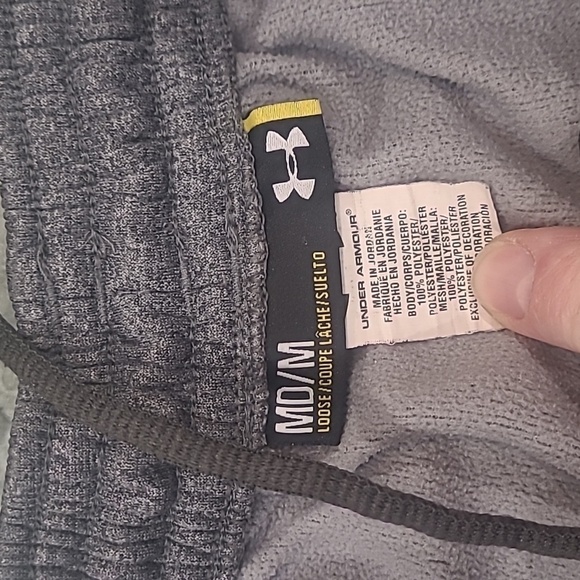 MD/M
LOOSE/COUPE LÂCHE/SUELTO
UNDER ARMOUR®
MADE IN JORDAN
FABRIQUÉ EN JORDANIE
HECHO EN JORDANIA
BODY/CORPS/CUERPO:
100% POLYESTER/
POLYESTER/POLIÉSTER
MESH/MAILLE/MALLA:
100% POLYESTER/
POLYESTER/POLIÉSTER
EXCLUSIVE OF DECORATION